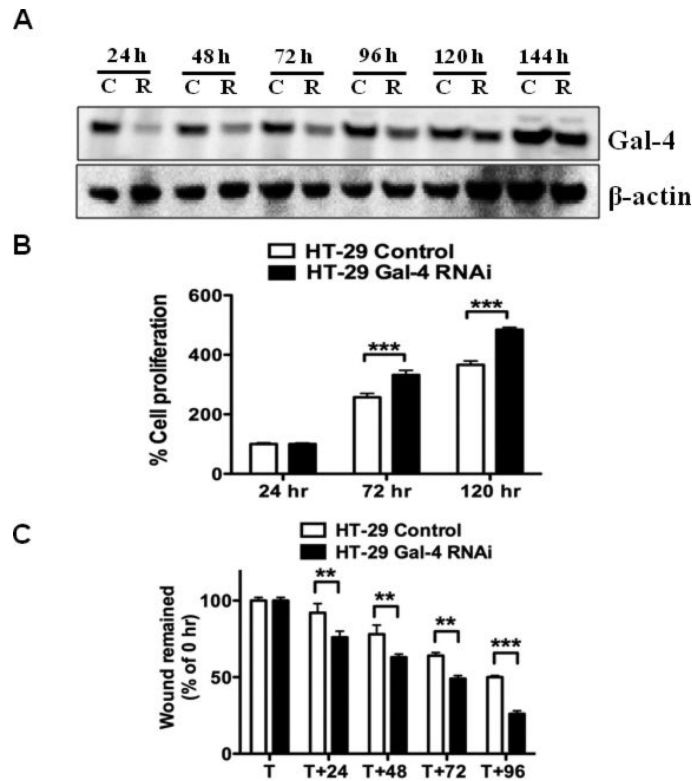 A
24 h 48 h 72 h 96 h 120 h 144 h
C R C R C R C R C R C R
Gal-4
β-actin
B
HT-29 Control
HT-29 Gal-4 RNAi
% Cell proliferation
600
400
200
0
***
***
24 hr 72 hr 120 hr
C
HT-29 Control
HT-29 Gal-4 RNAi
Wound remained
(% of 0 hr)
100
50
0
**
**
**
***
T T+24 T+48 T+72 T+96